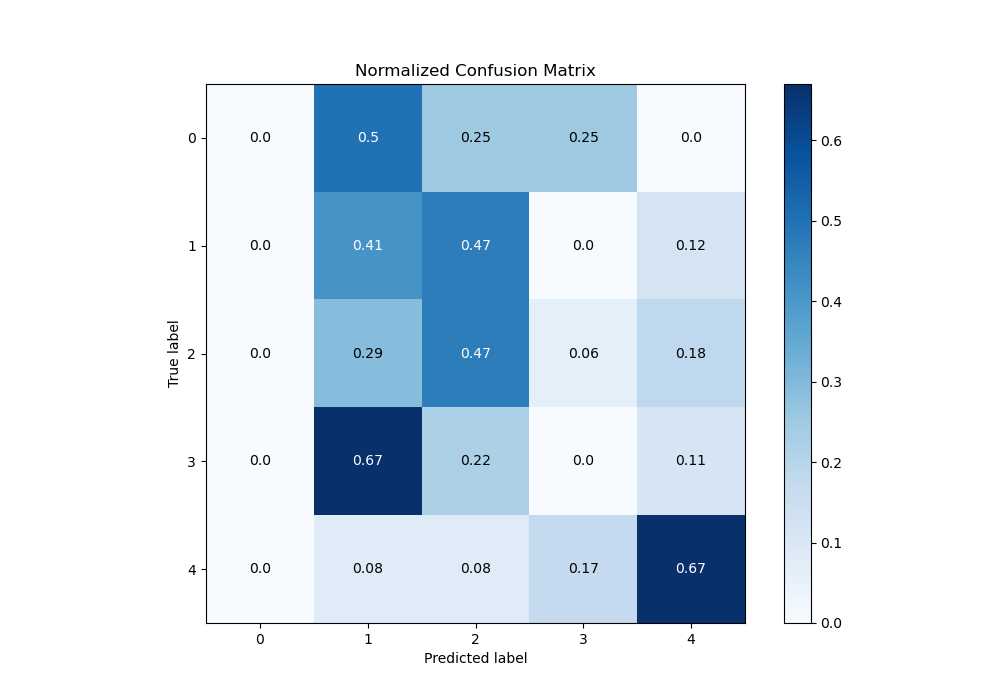 Normalized Confusion Matrix
0 0.0 0.5 0.25 0.25 0.0
1 0.0 0.41 0.47 0.0 0.12
2 0.0 0.29 0.47 0.06 0.18
3 0.0 0.67 0.22 0.0 0.11
4 0.0 0.08 0.08 0.17 0.67
0 1 2 3 4
True label
Predicted label
0.6
0.5
0.4
0.3
0.2
0.1
0.0